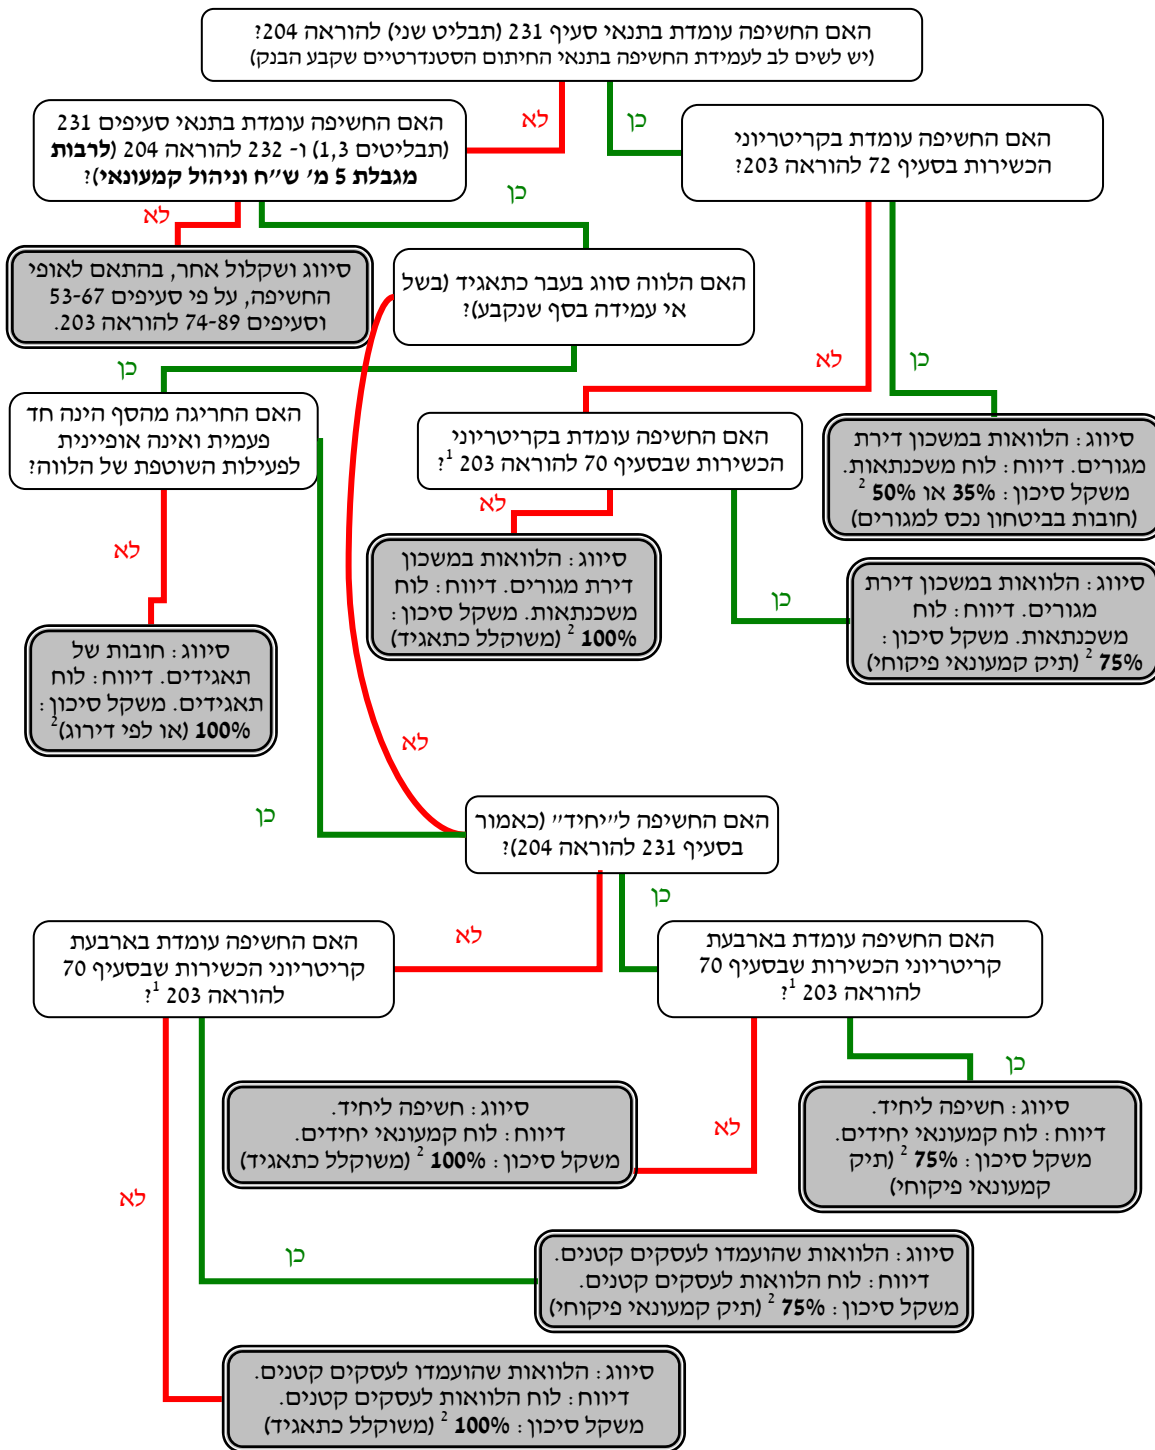 האם החשיפה עומדת בתנאי סעיף 231 (תבליט שני) להוראה 204?
(יש לשים לב לעמידת החשיפה בתנאי החיתום הסטנדרטיים שקבע הבנק)
לא
כן
האם החשיפה עומדת בקריטריוני
הכשירות בסעיף 72 להוראה 203?
האם החשיפה עומדת בתנאי סעיפים 231
(תבליטים 1,3) ו- 232 להוראה 204 (לרבות
מגבלת 5 מ' ש"ח וניהול קמעונאי)?
כן
לא
סיווג ושקלול אחר, בהתאם לאופי
החשיפה, על פי סעיפים 53-67
וסעיפים 74-89 להוראה 203.
האם הלווה סווג בעבר כתאגיד (בשל
אי עמידה בסף שנקבע)?
כן
לא
כן
האם החריגה מהסף הינה חד
פעמית ואינה אופיינית
לפעילות השוטפת של הלווה?
האם החשיפה עומדת בקריטריוני
הכשירות שבסעיף 70 להוראה 203 1?
סיווג: הלוואות במשכון דירת
מגורים. דיווח: לוח משכנתאות.
משקל סיכון: 35% או 50% 2
(חובות בביטחון נכס למגורים)
לא
לא
כן
סיווג: הלוואות במשכון
דירת מגורים. דיווח: לוח
משכנתאות. משקל סיכון:
100% 2 (משוקלל כתאגיד)
סיווג: הלוואות במשכון דירת
מגורים. דיווח: לוח
משכנתאות. משקל סיכון:
75% 2 (תיק קמעונאי פיקוחי)
סיווג: חובות של
תאגידים. דיווח: לוח
תאגידים. משקל סיכון:
100% (או לפי דירוג)2
לא
כן
האם החשיפה ל"יחיד" (כאמור
בסעיף 231 להוראה 204)?
כן
לא
האם החשיפה עומדת בארבעת
קריטריוני הכשירות שבסעיף 70
להוראה 203 1?
האם החשיפה עומדת בארבעת
קריטריוני הכשירות שבסעיף 70
להוראה 203 1?
כן
לא
סיווג: חשיפה ליחיד.
דיווח: לוח קמעונאי יחידים.
משקל סיכון: 75% 2 (תיק
קמעונאי פיקוחי)
סיווג: חשיפה ליחיד.
דיווח: לוח קמעונאי יחידים.
משקל סיכון: 100% 2 (משוקלל כתאגיד)
לא
כן
סיווג: הלוואות שהועמדו לעסקים קטנים.
דיווח: לוח הלוואות לעסקים קטנים.
משקל סיכון: 75% 2 (תיק קמעונאי פיקוחי)
סיווג: הלוואות שהועמדו לעסקים קטנים.
דיווח: לוח הלוואות לעסקים קטנים.
משקל סיכון: 100% 2 (משוקלל כתאגיד)